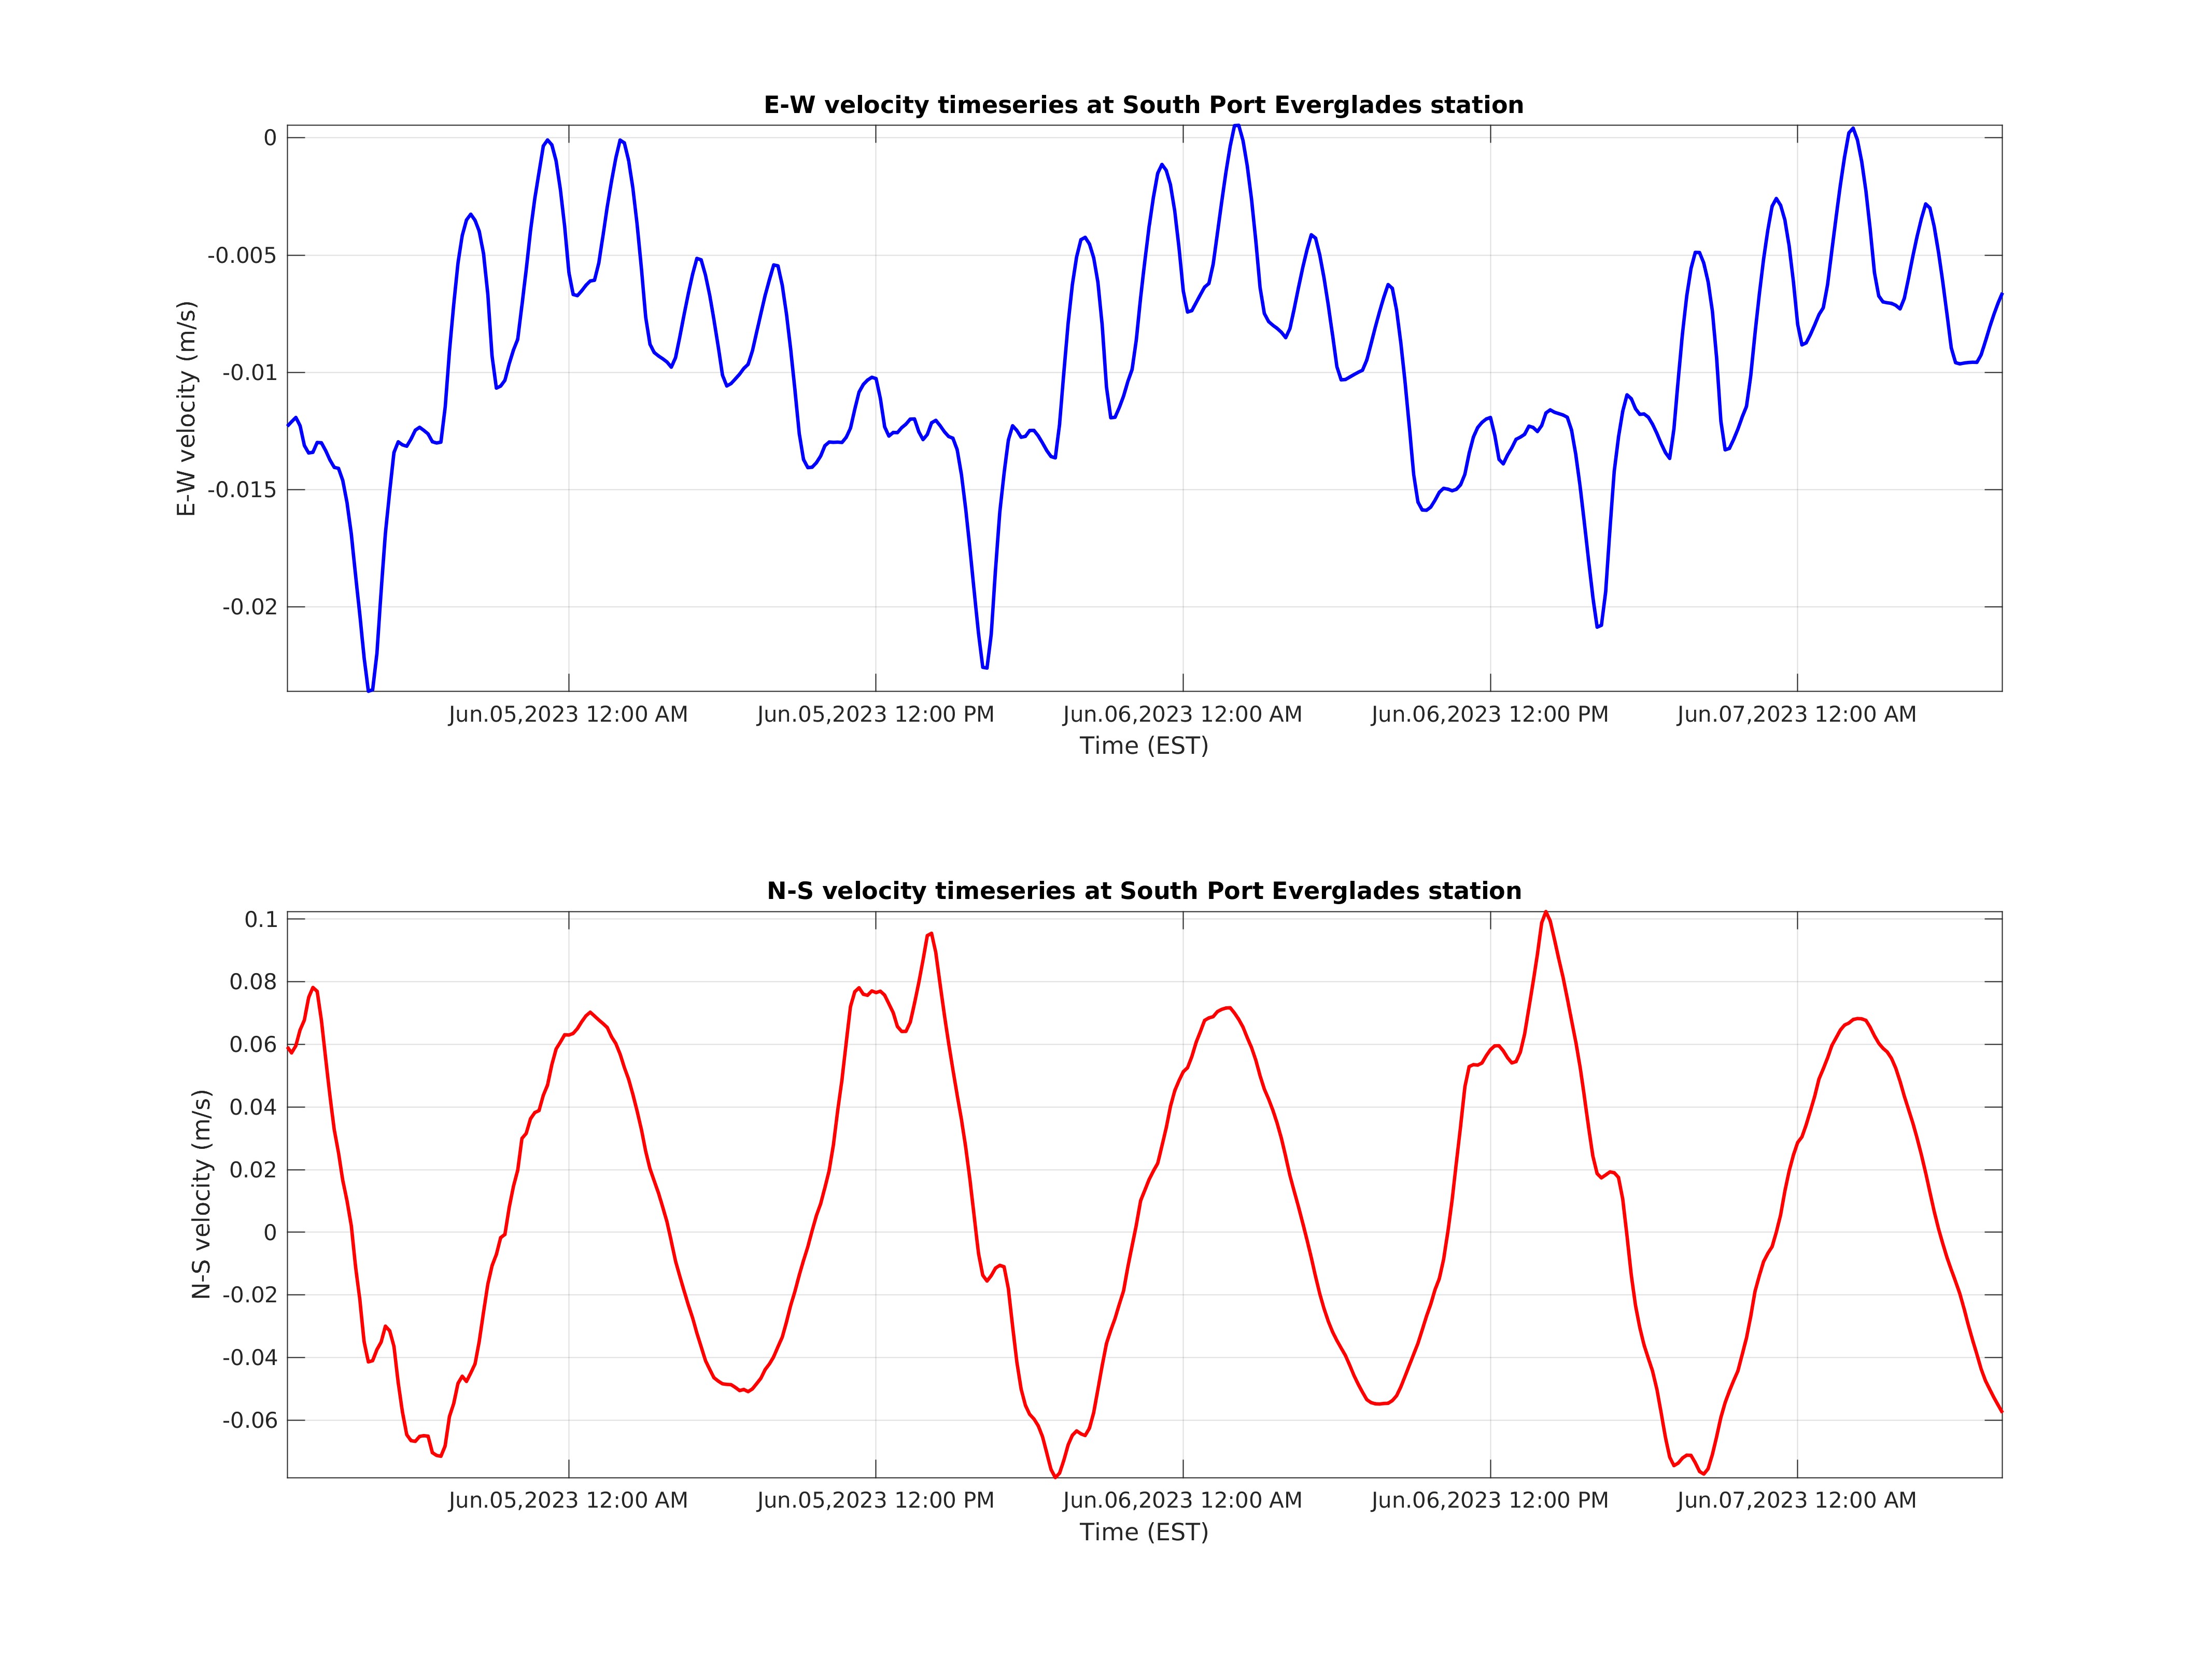 E-W velocity timeseries at South Port Everglades station
0
-0.005
-0.01
-0.015
-0.02
E-W velocity (m/s)
Jun.05,2023 12:00 AM
Jun.05,2023 12:00 PM
Jun.06,2023 12:00 AM
Jun.06,2023 12:00 PM
Jun.07,2023 12:00 AM
Time (EST)
N-S velocity timeseries at South Port Everglades station
0.1
0.08
0.06
0.04
0.02
0
-0.02
-0.04
-0.06
N-S velocity (m/s)
Jun.05,2023 12:00 AM
Jun.05,2023 12:00 PM
Jun.06,2023 12:00 AM
Jun.06,2023 12:00 PM
Jun.07,2023 12:00 AM
Time (EST)